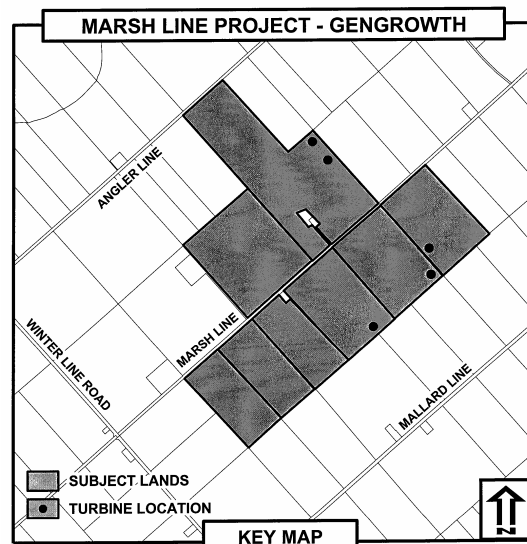 MARSH LINE PROJECT - GENGROWTH
ANGLER LINE
MARSH LINE
WINTER LINE ROAD
MALLARD LINE
SUBJECT LANDS
TURBINE LOCATION
KEY MAP
N